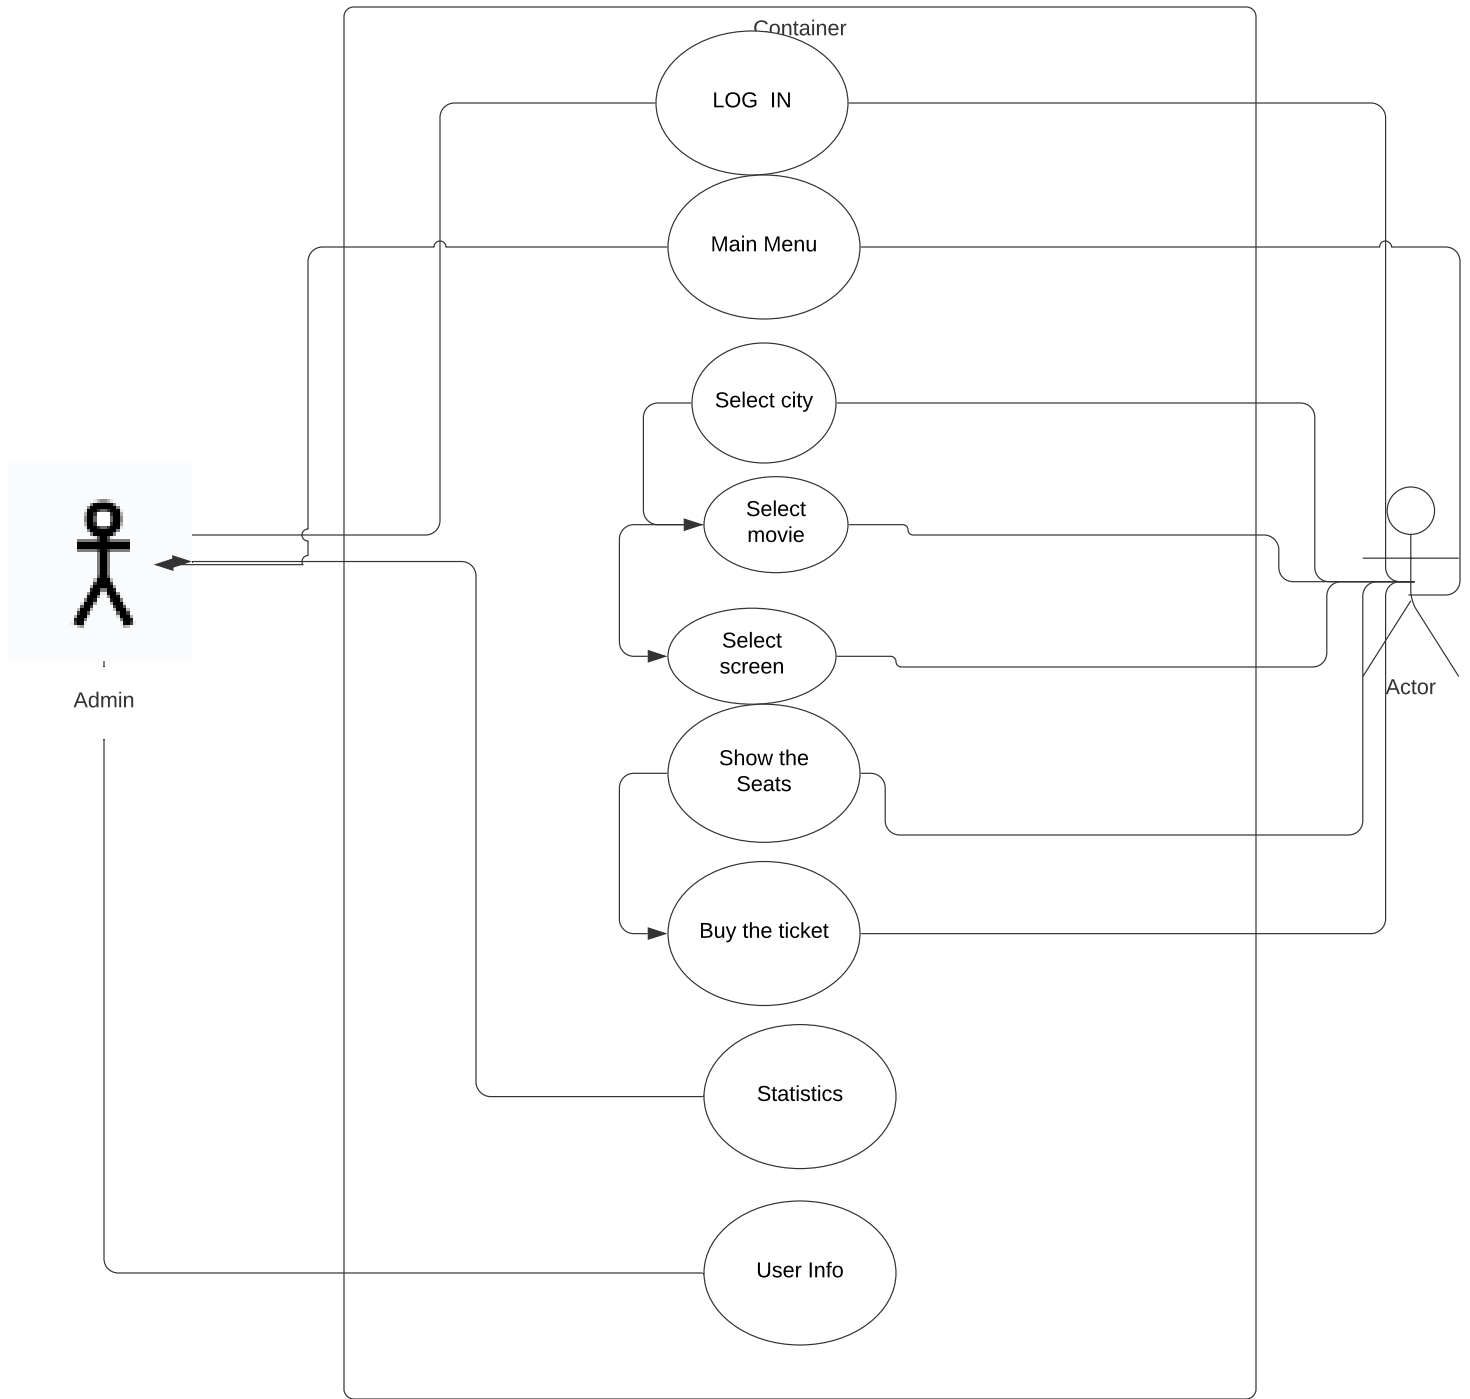 Container
LOG  IN
Main Menu
Select city
Select
movie
Select
screen
Admin
Actor
Show the
Seats
Buy the ticket
Statistics
User Info